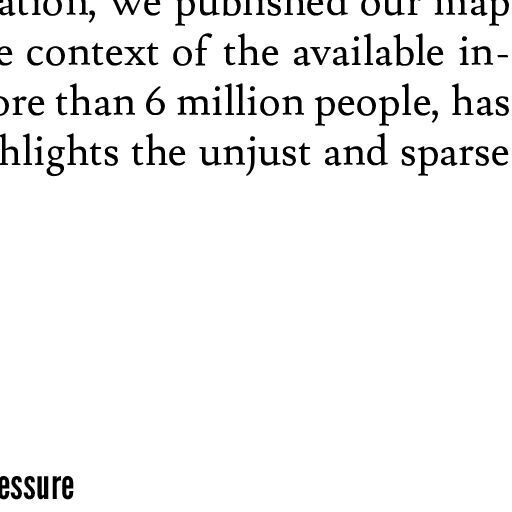 ation, we published our map
e context of the available in-
ore than 6 million people, has
hlights the unjust and sparse
essure